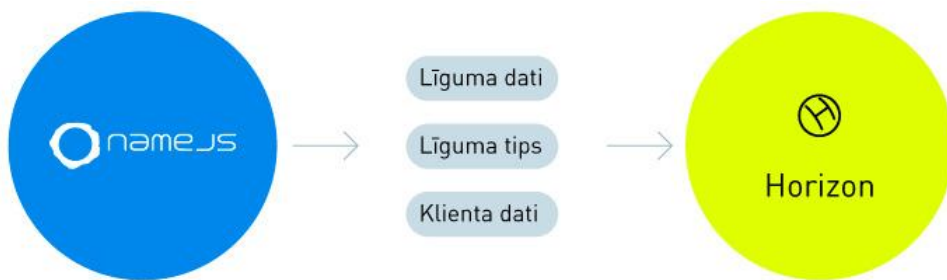 namejs
Līguma dati
Līguma tips
Klienta dati
H
Horizon